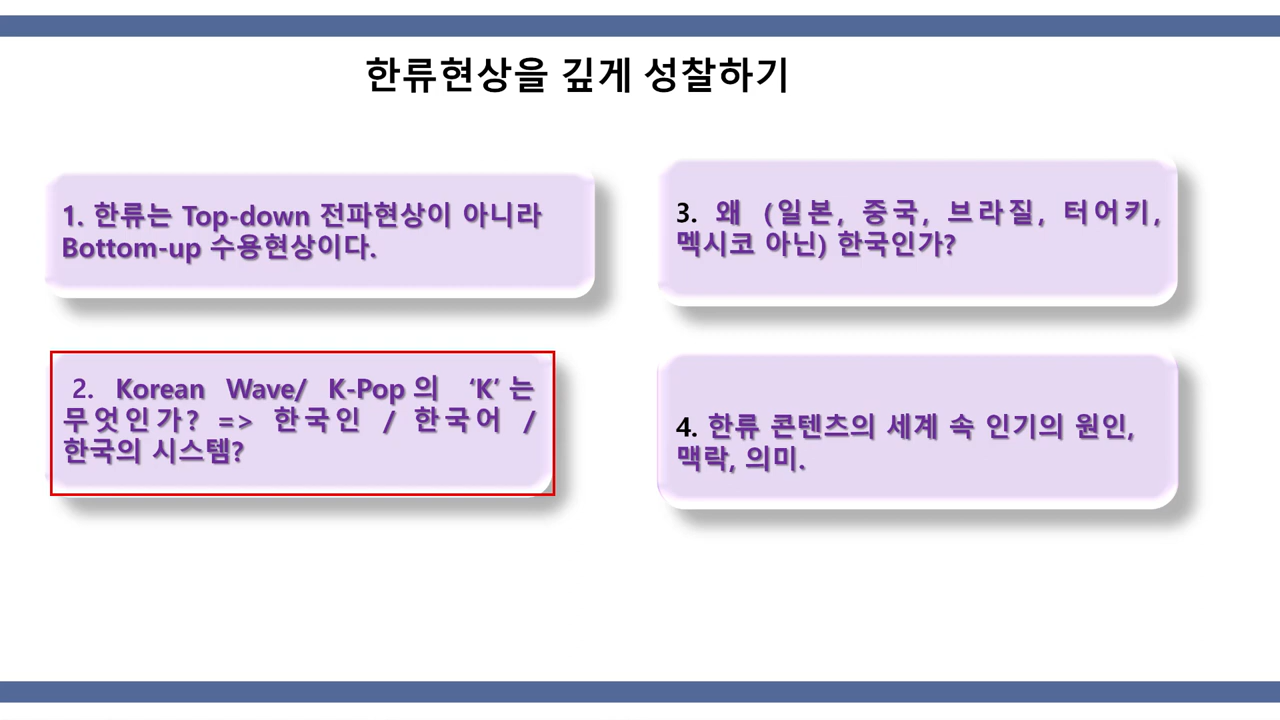 한류현상을 깊게 성찰하기
1. 한류는 Top-down 전파현상이 아니라
Bottom-up 수용현상이다.
2. Korean Wave/ K-Pop의 ‘K’는
무엇인가? => 한국인 / 한국어 /
한국의 시스템?
3. 왜 (일본, 중국, 브라질, 터어키,
멕시코 아닌) 한국인가?
4. 한류 콘텐츠의 세계 속 인기의 원인,
맥락, 의미.